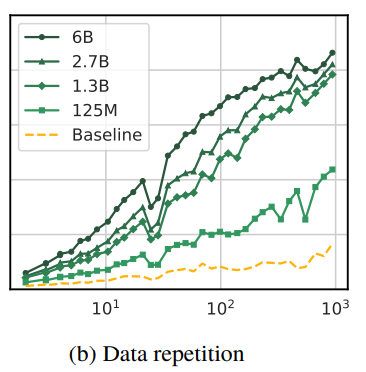 6B
2.7B
1.3B
125M
Baseline
10¹ 10² 10³
(b) Data repetition